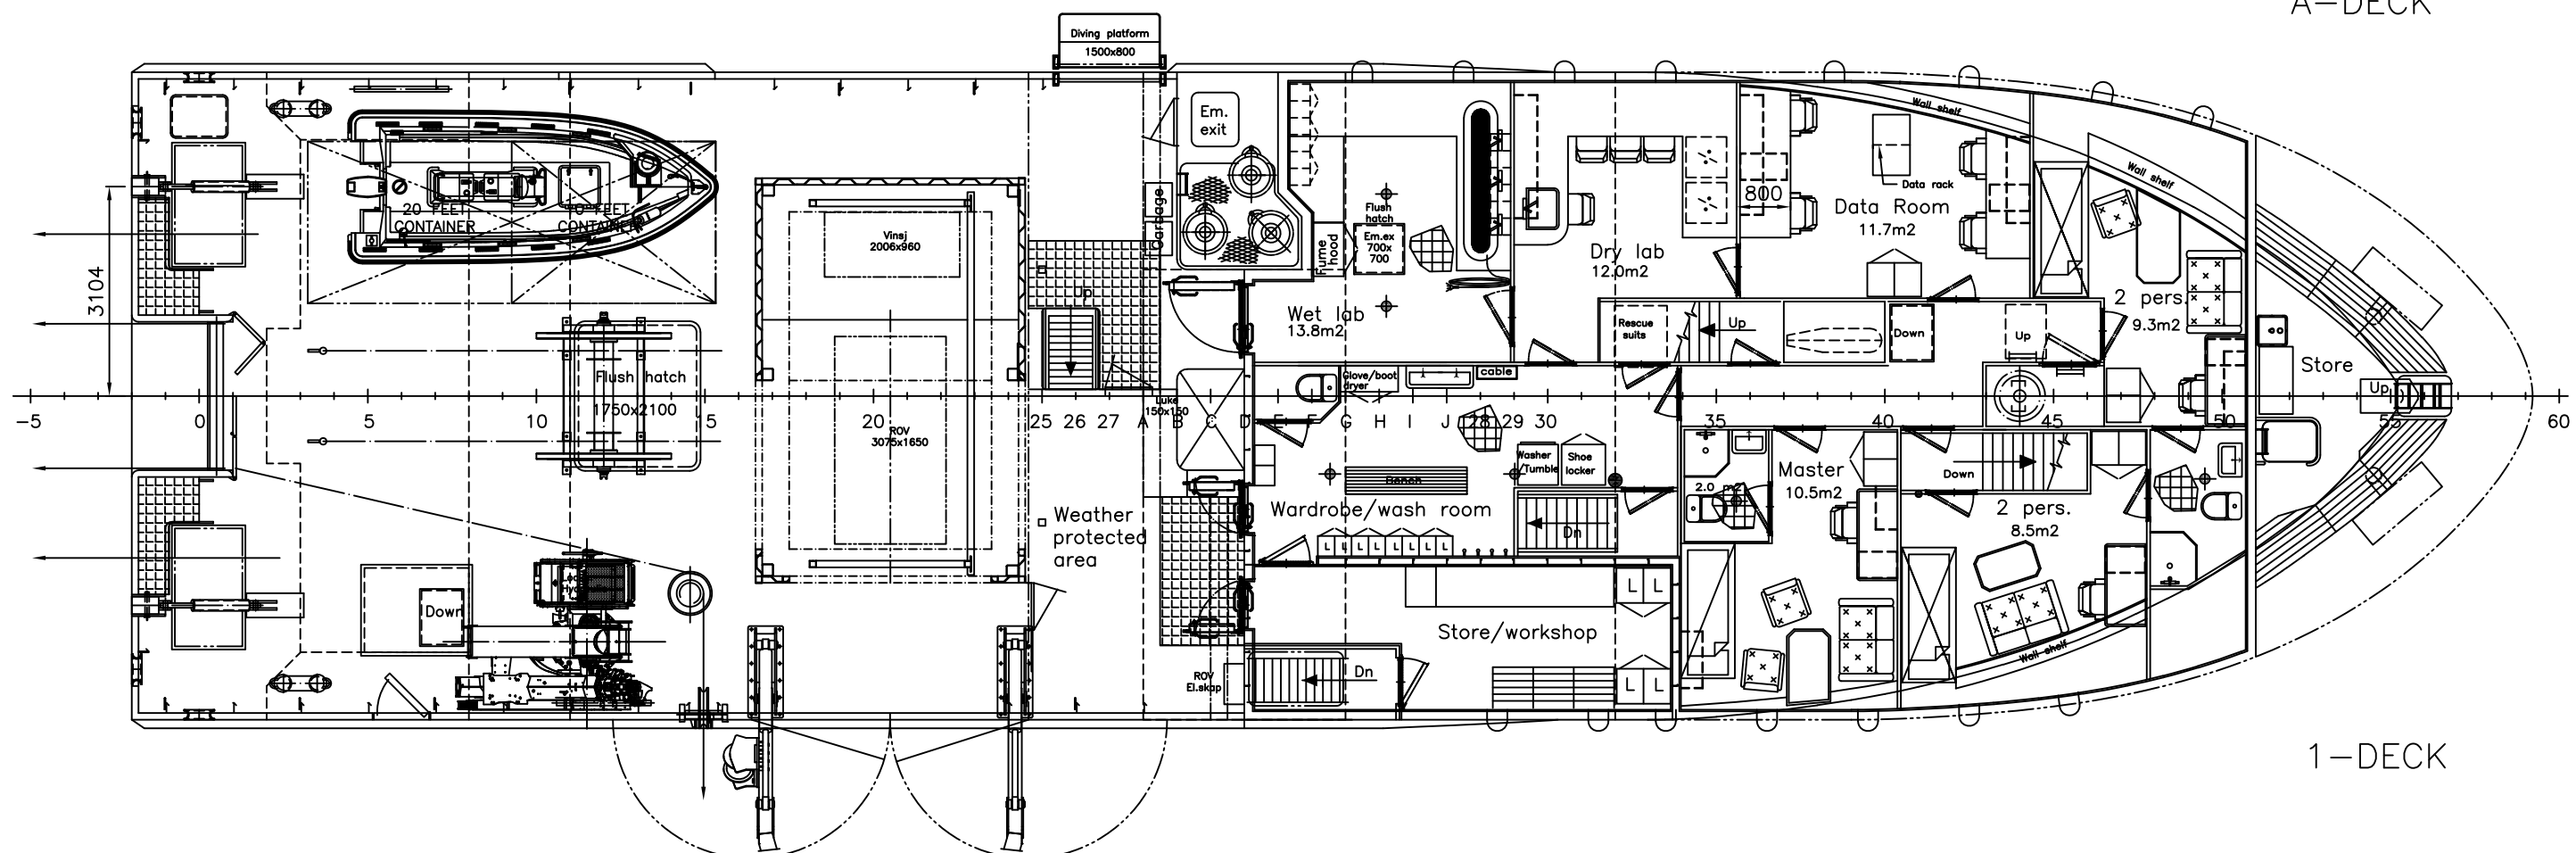 A-DECK
Diving platform
1500x800
Em.
exit
Wall shelf
Wall shelf
Garbage
800
Data rack
Data Room
11.7m2
Flush
hatch
Em.ex
700x
700
Fume
hood
20 FEET
CONTAINER
0 FEET
CONTAINER
Vinsj
2006x960
Dry lab
12.0m2
3104
Up
Wet lab
13.8m2
2 pers.
9.3m2
Rescue
suits
Up
Down
Up
Store
Flush hatch
1750x2100
Glove/boot
dryer
cable
Up
Luke
150x150
-5
0
5
10
15
20
25
26
27
A
B
C
D
E
F
G
H
I
J
28
29
30
35
40
45
50
55
60
ROV
3075x1650
Washer
/Tumble
Shoe
locker
Bench
2.0 m2
Master
10.5m2
Down
2 pers.
8.5m2
Weather
protected
area
Wardrobe/wash room
Dn
L L L L L L L L
Down
Store/workshop
L L
Wall shelf
ROV
El.skap
Dn
L L
1-DECK